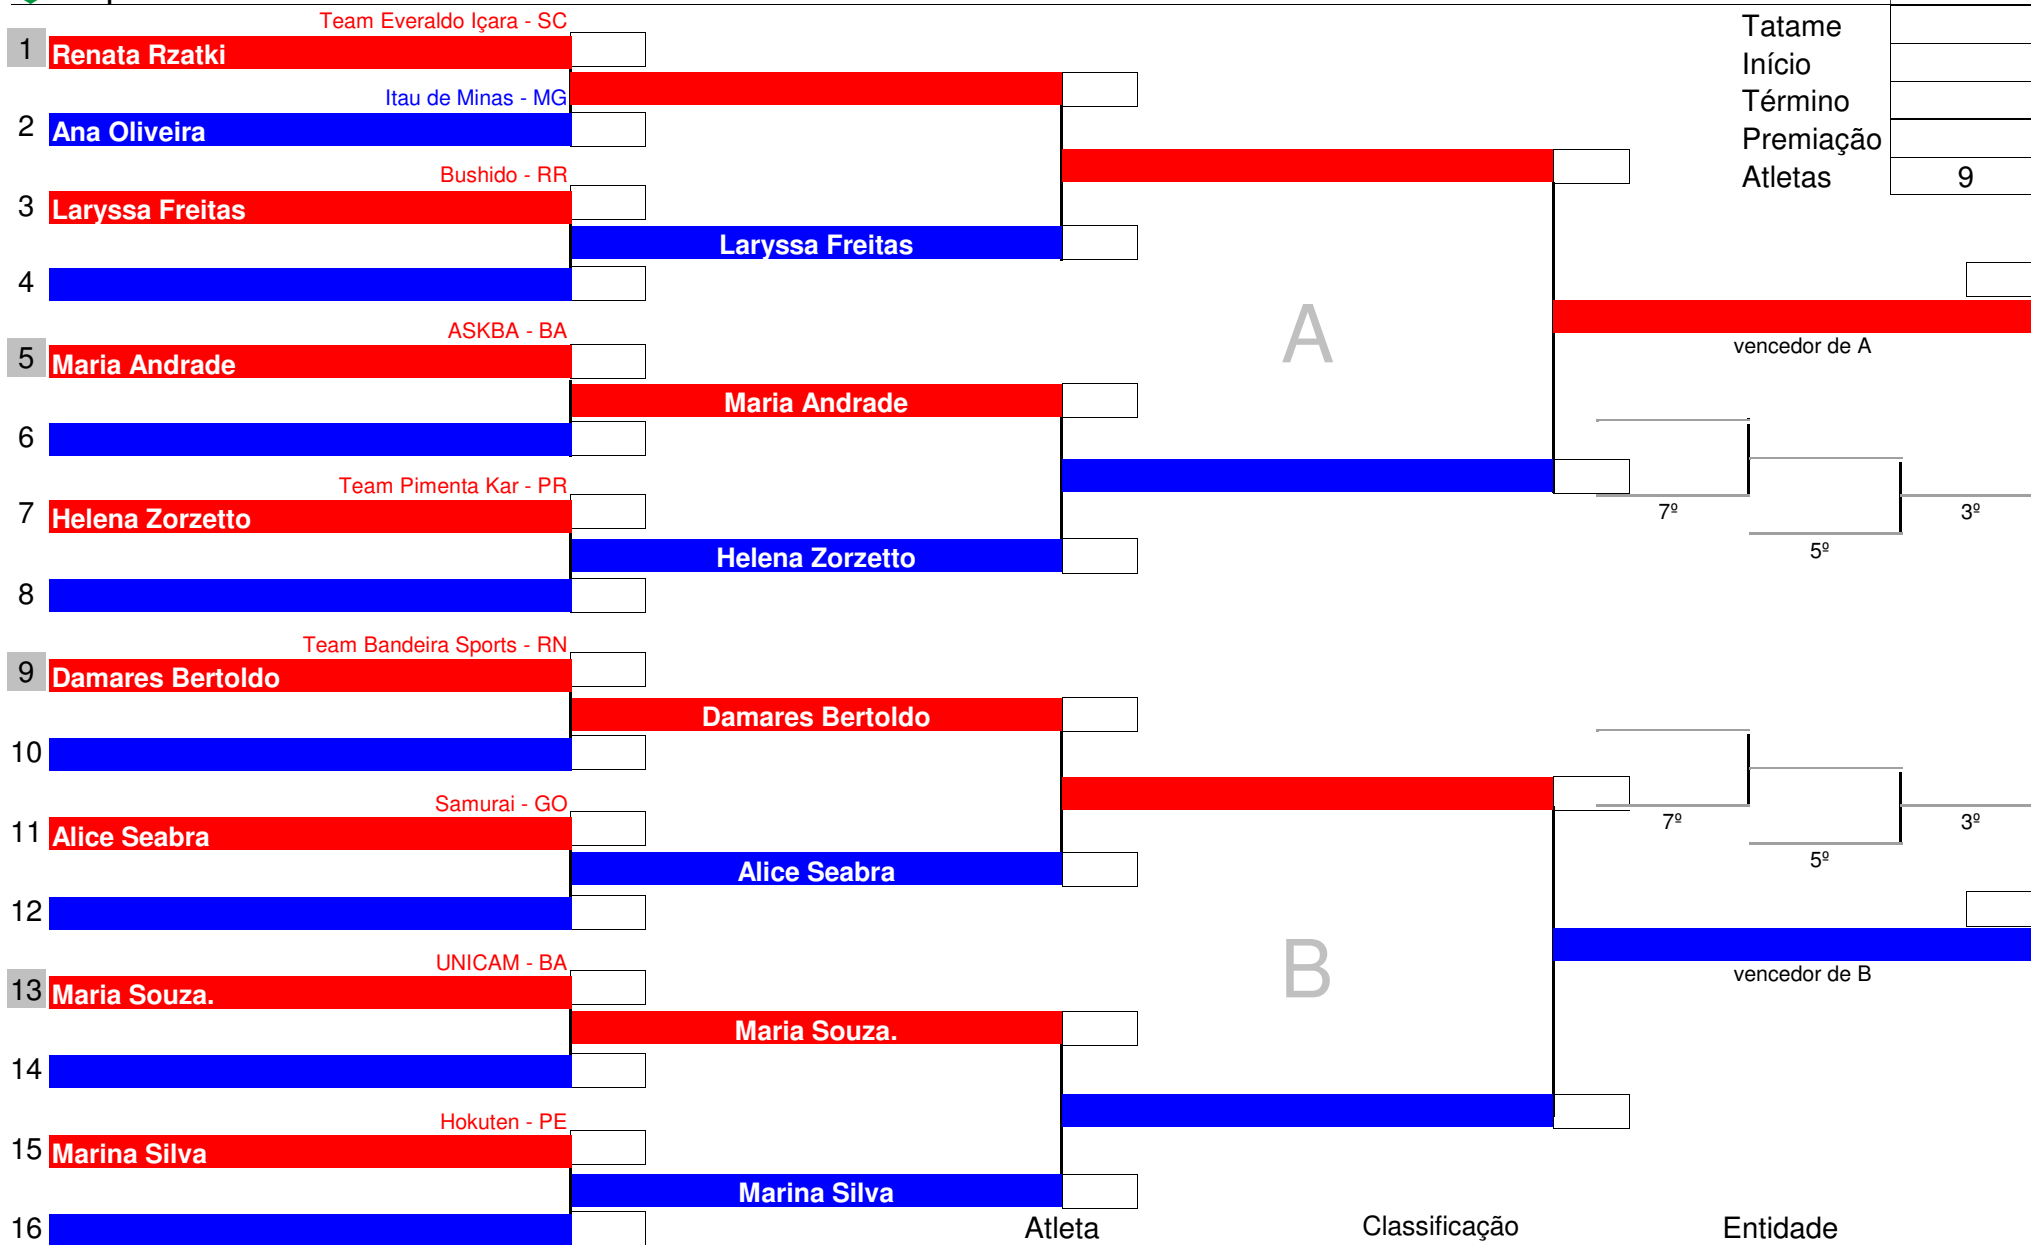 Team Everaldo Içara - SC
Tatame
1 Renata Rzatki
Início
Itau de Minas - MG
Término
2 Ana Oliveira
Premiação
Bushido - RR
Atletas 9
3 Laryssa Freitas
Laryssa Freitas
4
A
ASKBA - BA
vencedor de A
5 Maria Andrade
Maria Andrade
6
Team Pimenta Kar - PR
7 Helena Zorzetto
7º 3º
5º
Helena Zorzetto
8
Team Bandeira Sports - RN
9 Damares Bertoldo
Damares Bertoldo
10
Samurai - GO
11 Alice Seabra
7º 3º
5º
Alice Seabra
12
B
UNICAM - BA
vencedor de B
13 Maria Souza.
Maria Souza.
14
Hokuten - PE
15 Marina Silva
Marina Silva
16
Atleta Classificação Entidade